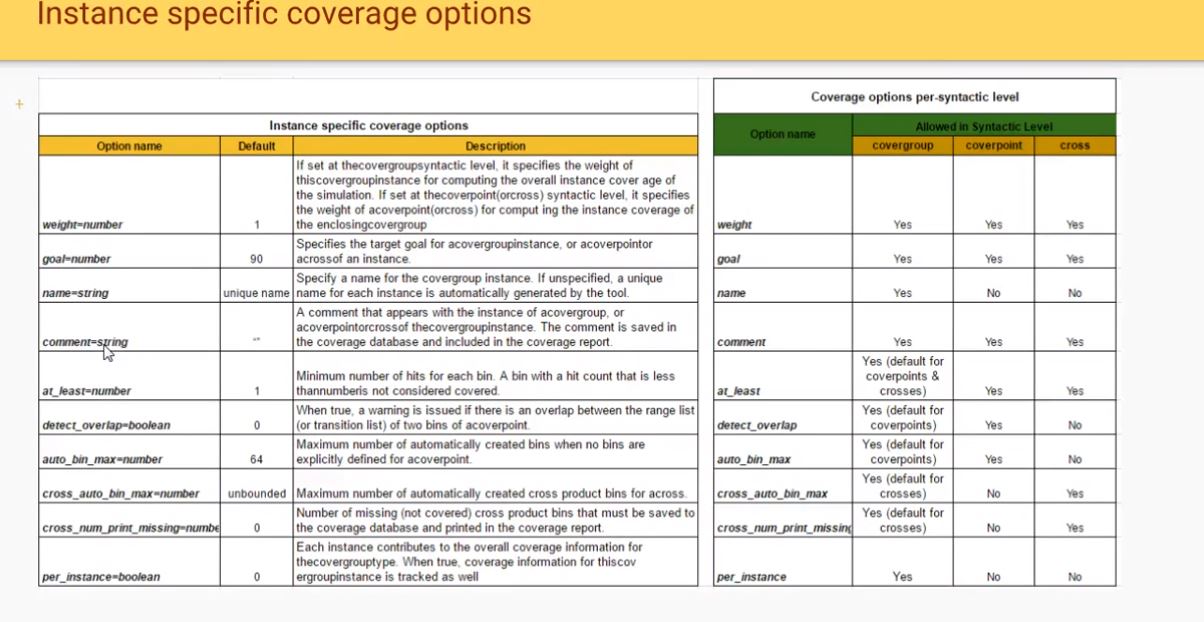 Instance specific coverage options
+
Instance specific coverage options
Option name Default Description
If set at thecovergroupsyntactic level, it specifies the weight of
thiscovergroupinstance for computing the overall instance cover age of
the simulation. If set at thecoverpoint(orcross) syntactic level, it specifies
the weight of acoverpoint(orcross) for comput ing the instance coverage of
weight=number 1 the enclosingcovergroup
Specifies the target goal for acovergroupinstance, or acoverpointor
goal=number 90 acrossof an instance.
Specify a name for the covergroup instance. If unspecified, a unique
name=string unique name name for each instance is automatically generated by the tool.
A comment that appears with the instance of acovergroup, or
acoverpointorcrossof thecovergroupinstance. The comment is saved in
comment=string "" the coverage database and included in the coverage report.
Minimum number of hits for each bin. A bin with a hit count that is less
at_least=number 1 thannumberis not considered covered.
When true, a warning is issued if there is an overlap between the range list
detect_overlap=boolean 0 (or transition list) of two bins of acoverpoint.
Maximum number of automatically created bins when no bins are
auto_bin_max=number 64 explicitly defined for acoverpoint.
cross_auto_bin_max=number unbounded Maximum number of automatically created cross product bins for across.
Number of missing (not covered) cross product bins that must be saved to
cross_num_print_missing=numbe 0 the coverage database and printed in the coverage report.
Each instance contributes to the overall coverage information for
thecovergrouptype. When true, coverage information for thiscov
per_instance=boolean 0 ergroupinstance is tracked as well
Coverage options per-syntactic level
Option name Allowed in Syntactic Level
covergroup coverpoint cross
weight Yes Yes Yes
goal Yes Yes Yes
name Yes No No
comment Yes Yes Yes
Yes (default for
coverpoints &
at_least crosses) Yes Yes
Yes (default for
detect_overlap coverpoints) Yes No
Yes (default for
auto_bin_max coverpoints) Yes No
Yes (default for
cross_auto_bin_max crosses) No Yes
Yes (default for
cross_num_print_missing crosses) No Yes
per_instance Yes No No